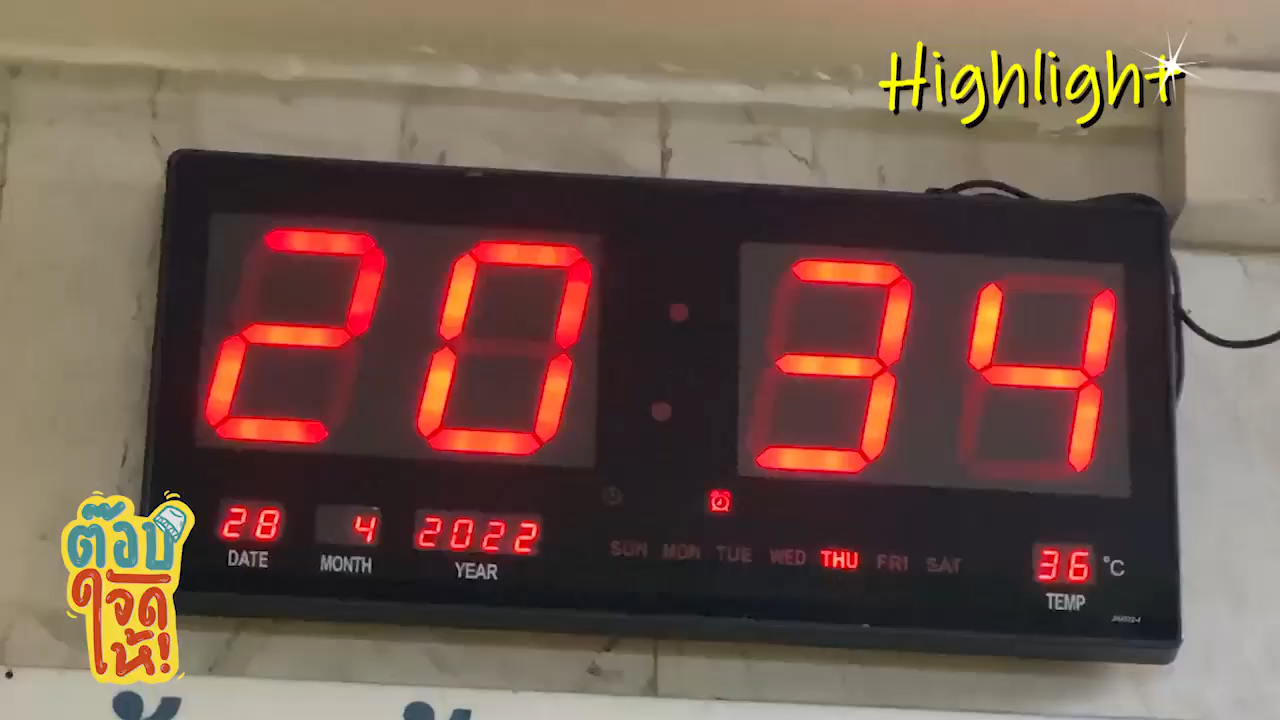 Highlight
20:34
28 4 2022
DATE MONTH YEAR
SUN MON TUE WED THU FRI SAT
36 °C
TEMP
ต๊อบ
ใจัด
ให้!